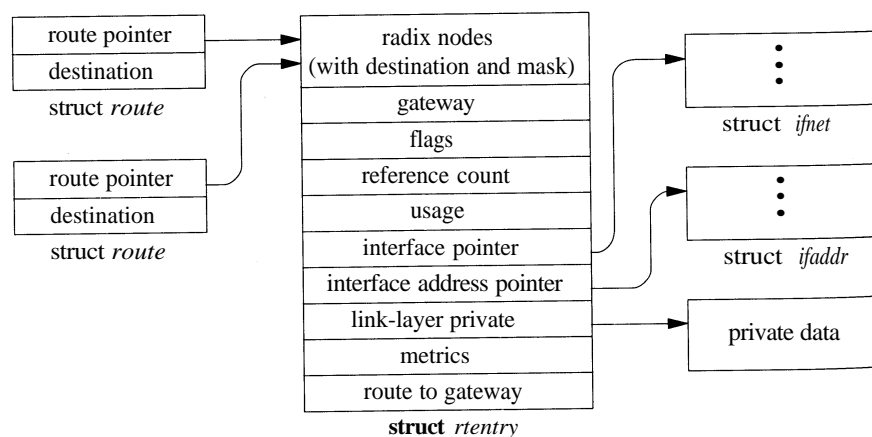 route pointer
destination
struct route
route pointer
destination
struct route
radix nodes
(with destination and mask)
gateway
flags
reference count
usage
interface pointer
interface address pointer
link-layer private
metrics
route to gateway
struct rtentry
struct ifnet
struct ifaddr
private data